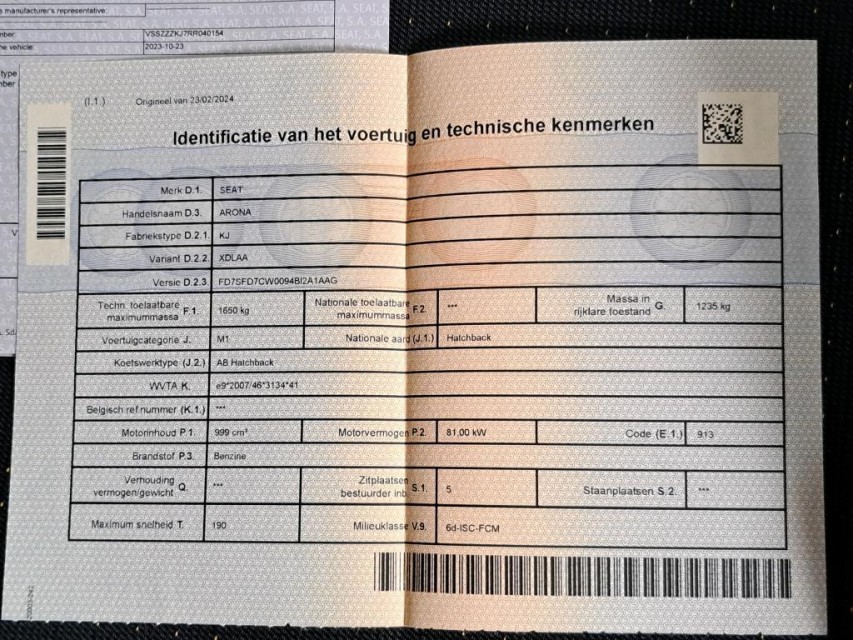 manufacturer's representative:
VSSZZZKJ7RR040154
vehicle: 2023-10-23
(I.1.) Origineel van 23/02/2024
Identificatie van het voertuig en technische kenmerken
Merk D.1. SEAT
Handelsnaam D.3. ARONA
Fabriekstype D.2.1. KJ
Variant D.2.2. XDLAA
Versie D.2.3. FD7SFD7CW0094BI2A1AAG
Techn. toelaatbare maximummassa F.1. 1650 kg Nationale toelaatbare maximummassa F.2. *** Massa in rijklare toestand G. 1235 kg
Voertuigcategorie J. M1 Nationale aard (J.1.) Hatchback
Koetswerktype (J.2.) AB Hatchback
WVTA K. e9*2007/46*3134*41
Belgisch ref.nummer (K.1.) ***
Motorinhoud P.1. 999 cm³ Motorvermogen P.2. 81,00 kW Code (E.1.) 913
Brandstof P.3. Benzine
Verhouding vermogen/gewicht Q. *** Zitplaatsen bestuurder inb. S.1. 5 Staanplaatsen S.2. ***
Maximum snelheid T. 190 Milieuklasse V.9. 6d-ISC-FCM